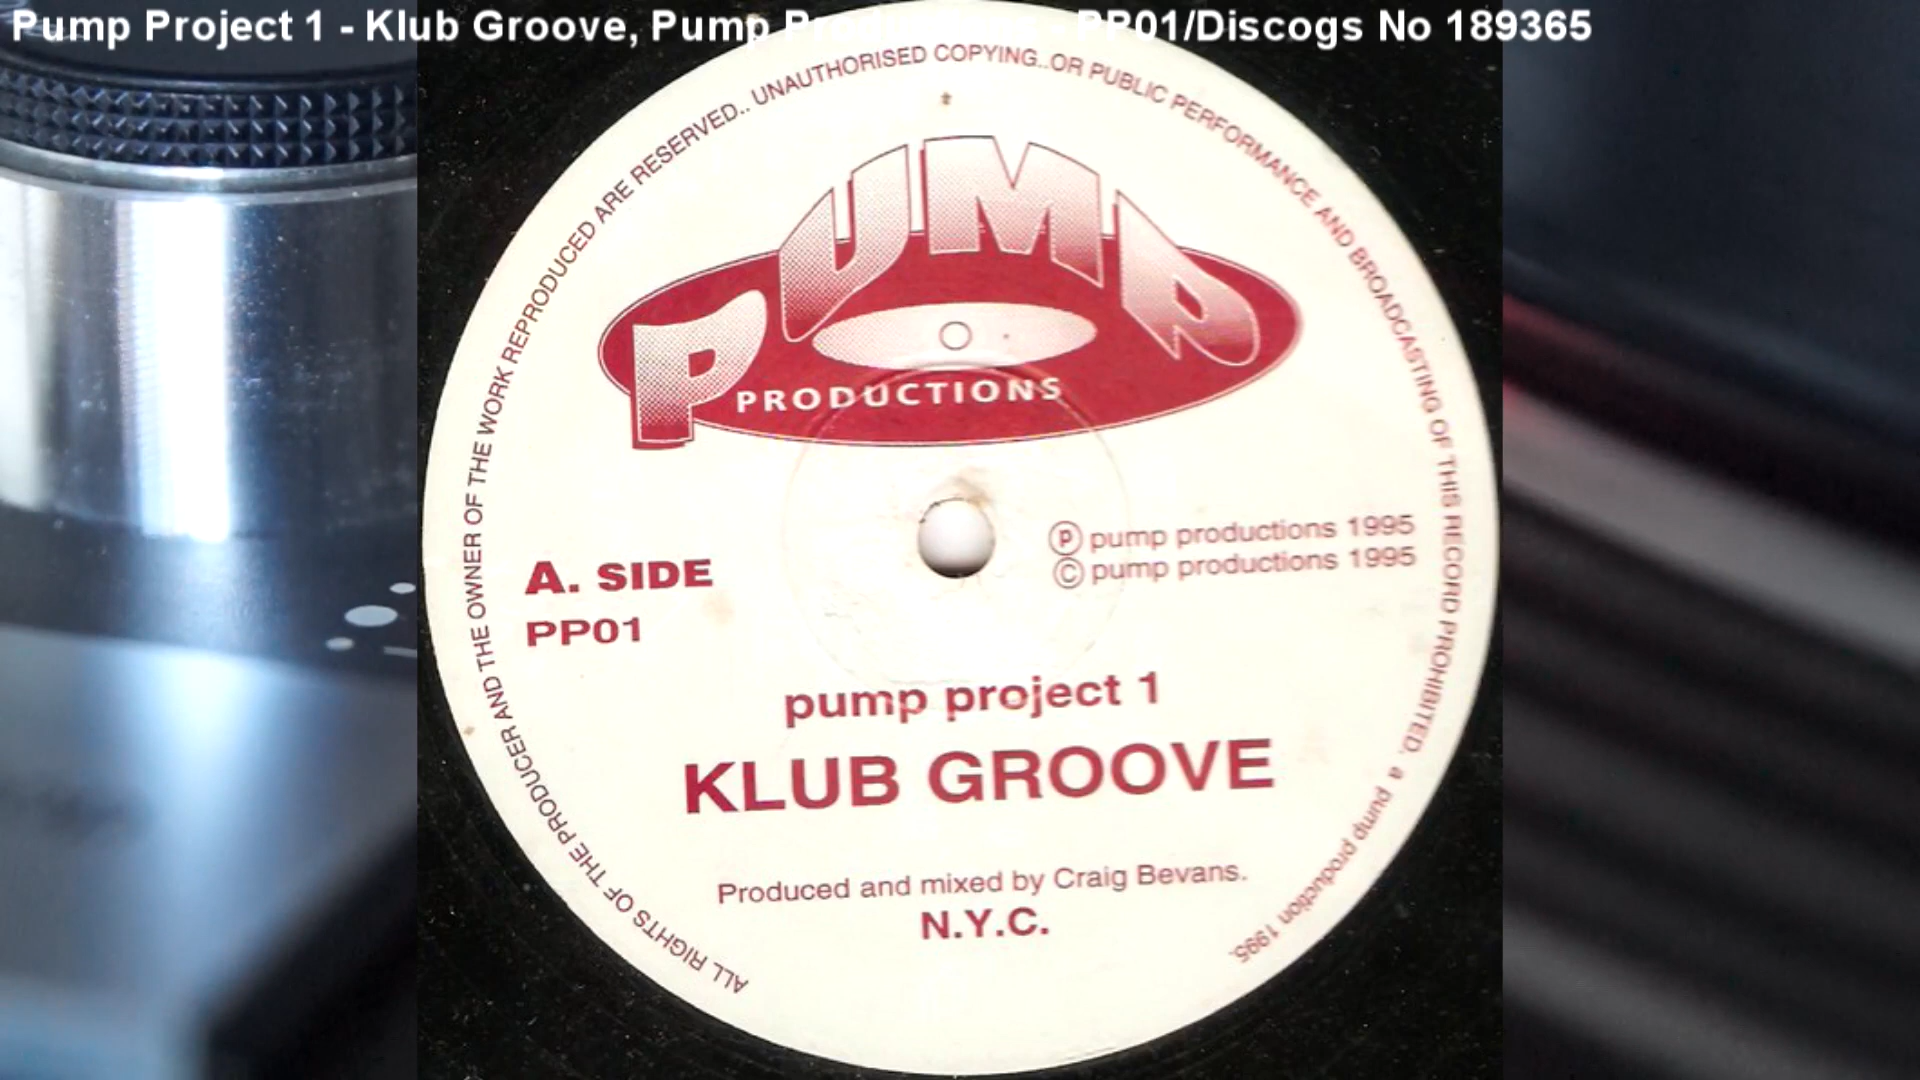 Pump Project 1 - Klub Groove, Pump Productions - PP01/Discogs No 189365
ALL RIGHTS OF THE PRODUCER AND THE OWNER OF THE WORK REPRODUCED ARE RESERVED.. UNAUTHORISED COPYING..OR PUBLIC PERFORMANCE AND BROADCASTING OF THIS RECORD PROHIBITED. a pump production 1995.
PUMP
PRODUCTIONS
℗ pump productions 1995
© pump productions 1995
A. SIDE
PP01
pump project 1
KLUB GROOVE
Produced and mixed by Craig Bevans.
N.Y.C.